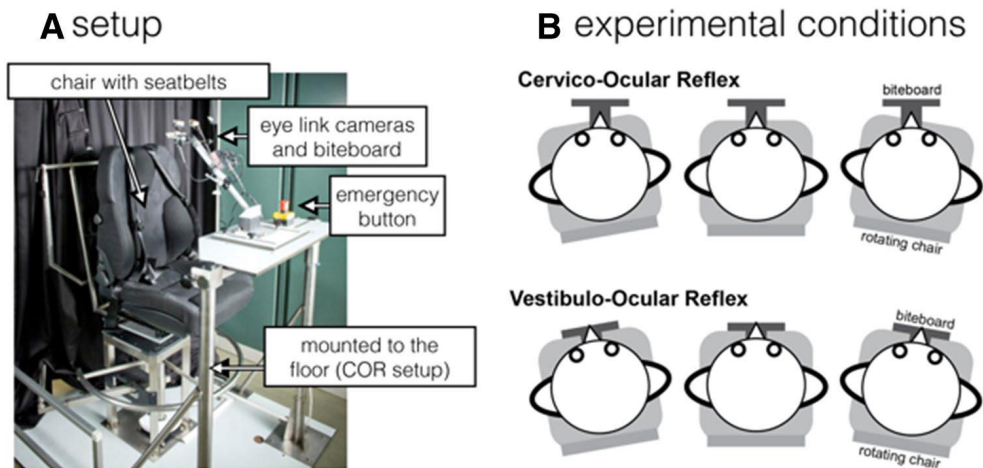 A setup
chair with seatbelts
eye link cameras
and biteboard
emergency
button
mounted to the
floor (COR setup)
B experimental conditions
Cervico-Ocular Reflex
biteboard
rotating chair
Vestibulo-Ocular Reflex
biteboard
rotating chair